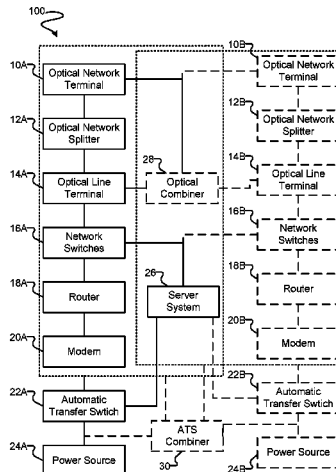 100
10A
Optical Network
Terminal
10B
Optical Network
Terminal
12A
Optical Network
Splitter
12B
Optical Network
Splitter
14A
Optical Line
Terminal
28
Optical
Combiner
14B
Optical Line
Terminal
16A
Network
Switches
16B
Network
Switches
18A
Router
26
Server
System
18B
Router
20A
Modem
20B
Modem
22A
Automatic
Transfer Swtich
22B
Automatic
Transfer Swtich
24A
Power Source
ATS
Combiner
30
Power Source
24B